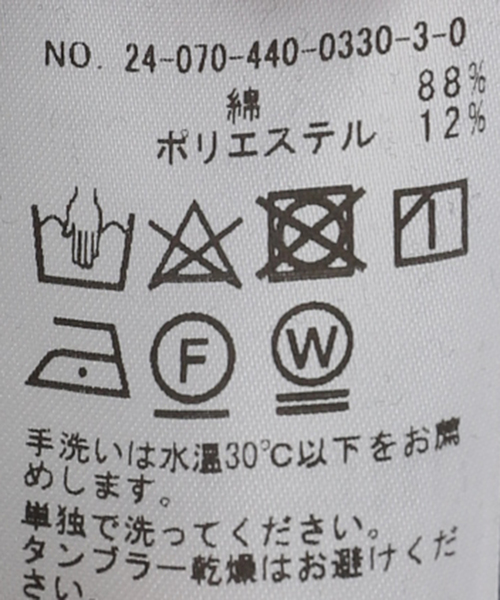 NO. 24-070-440-0330-3-0
綿 88%
ポリエステル 12%
F W
手洗いは水温30℃以下をお薦
めします。
単独で洗ってください。
タンブラー乾燥はお避けくだ
さい。